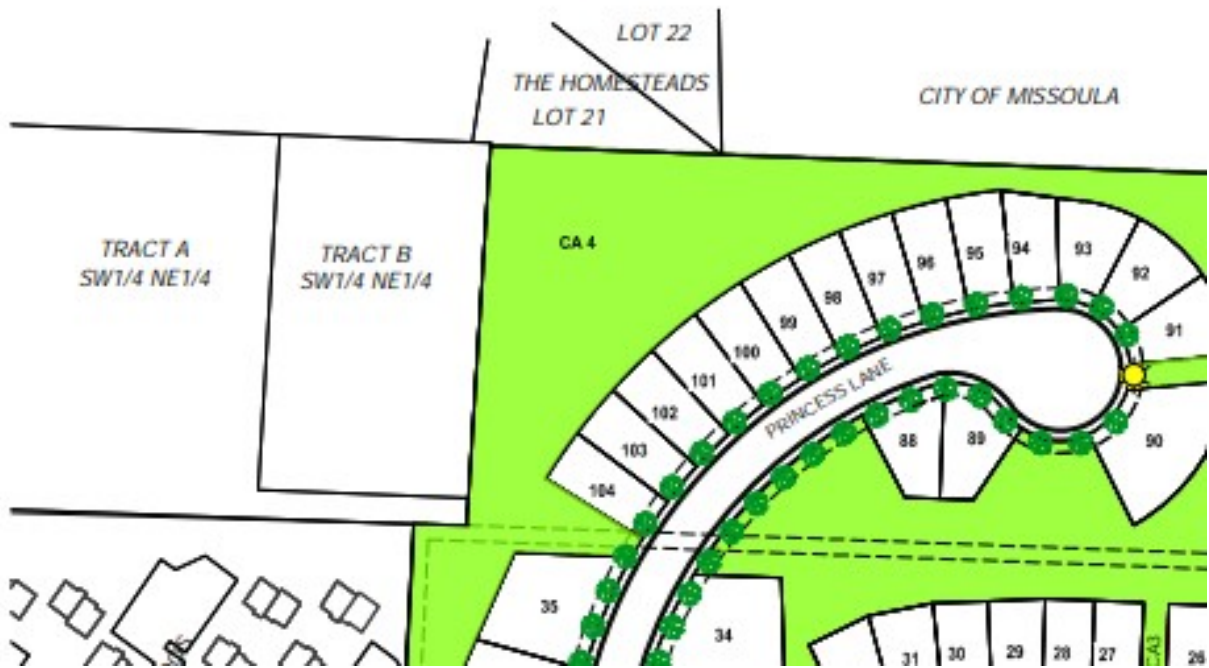 LOT 22
THE HOMESTEADS
LOT 21
CITY OF MISSOULA
TRACT A
SW1/4 NE1/4
TRACT B
SW1/4 NE1/4
CA 4
104
103
102
101
100
99
98
97
96
95
94
93
92
91
90
89
88
PRINCESS LANE
35
34
31
30
29
28
27
CA3
26